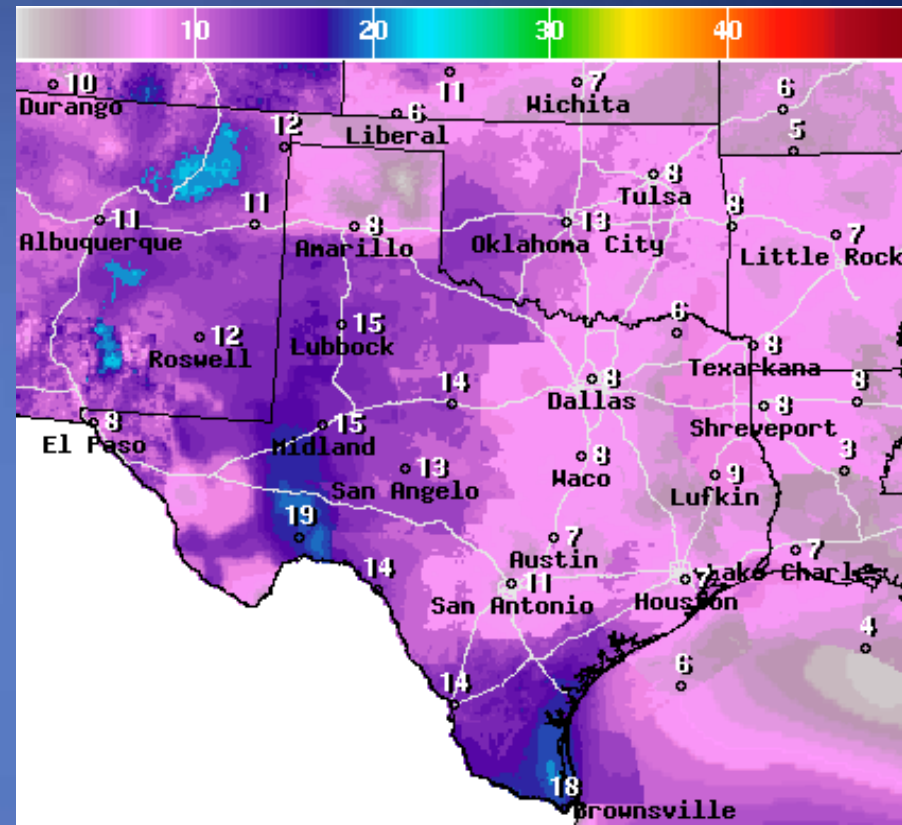 10 20 30 40
10
Durango
11
7
Wichita
6
5
6
Liberal
12
8
Tulsa
11
Albuquerque
11
8
Amarillo
13
Oklahoma City
8
7
Little Rock
12
Roswell
15
Lubbock
6
8
Texarkana
14
8
Dallas
8
Shreveport
8
8
El Paso
15
Midland
13
San Angelo
8
Waco
9
Lufkin
3
19
7
Austin
7
Lake Charles
14
11
San Antonio
7
Houston
4
6
14
18
Brownsville